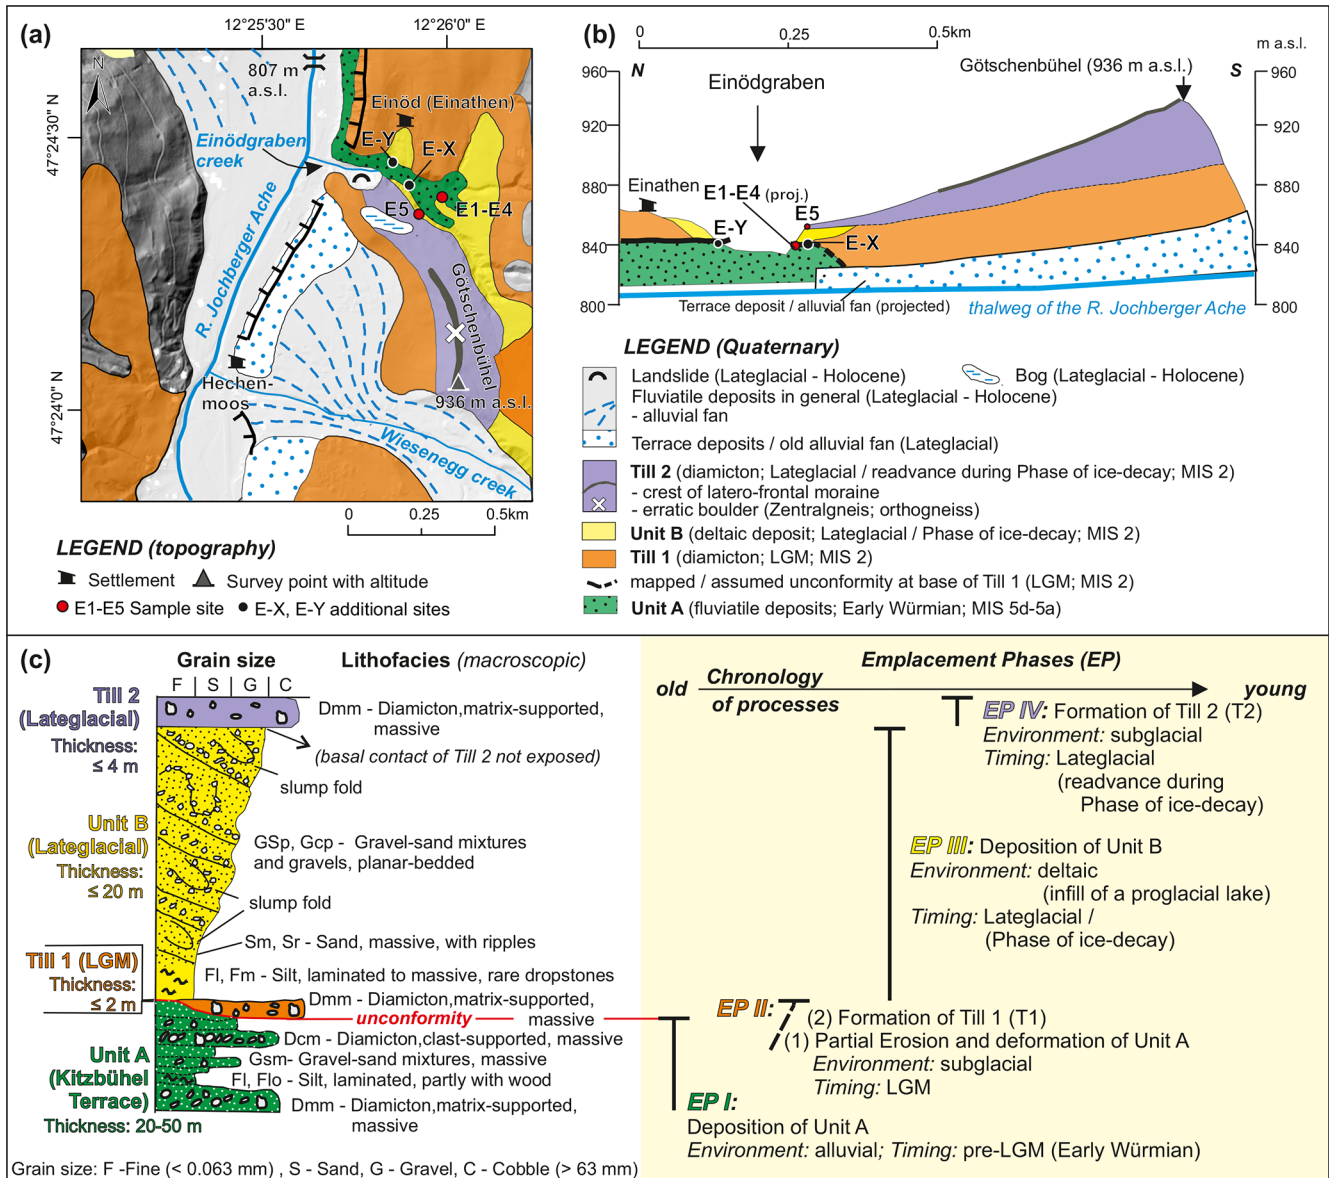 (a)
12°25'30" E
12°26'0" E
47°24'30" N
47°24'0" N
N
807 m
a.s.l.
Einöd (Einathen)
Einödgraben
creek
E-Y
E-X
E5
E1-E4
R. Jochberger Ache
Götschenbühel
Hechen-
moos
936 m a.s.l.
Wiesenegg creek
0 0.25 0.5km
LEGEND (topography)
Settlement
Survey point with altitude
E1-E5 Sample site
E-X, E-Y additional sites
(b)
0 0.25 0.5km
m a.s.l.
960 N
S 960
Götschenbühel (936 m a.s.l.)
Einödgraben
920
920
880
880
Einathen
E1-E4 (proj.)
E5
E-Y
E-X
840
840
800
800
Terrace deposit / alluvial fan (projected)
thalweg of the R. Jochberger Ache
LEGEND (Quaternary)
Landslide (Lateglacial - Holocene)
Bog (Lateglacial - Holocene)
Fluviatile deposits in general (Lateglacial - Holocene)
- alluvial fan
Terrace deposits / old alluvial fan (Lateglacial)
Till 2 (diamicton; Lateglacial / readvance during Phase of ice-decay; MIS 2)
- crest of latero-frontal moraine
- erratic boulder (Zentralgneis; orthogneiss)
Unit B (deltaic deposit; Lateglacial / Phase of ice-decay; MIS 2)
Till 1 (diamicton; LGM; MIS 2)
mapped / assumed unconformity at base of Till 1 (LGM; MIS 2)
Unit A (fluviatile deposits; Early Würmian; MIS 5d-5a)
(c)
Grain size
F S G C
Lithofacies (macroscopic)
Till 2
(Lateglacial)
Thickness:
≤ 4 m
Dmm - Diamicton,matrix-supported,
massive
(basal contact of Till 2 not exposed)
slump fold
Unit B
(Lateglacial)
Thickness:
≤ 20 m
GSp, Gcp - Gravel-sand mixtures
and gravels, planar-bedded
slump fold
Sm, Sr - Sand, massive, with ripples
Till 1 (LGM)
Thickness:
≤ 2 m
Fl, Fm - Silt, laminated to massive, rare dropstones
Dmm - Diamicton,matrix-supported,
massive
unconformity
Dcm - Diamicton,clast-supported, massive
Unit A
(Kitzbühel
Terrace)
Thickness: 20-50 m
Gsm- Gravel-sand mixtures, massive
Fl, Flo - Silt, laminated, partly with wood
Dmm - Diamicton,matrix-supported,
massive
Grain size: F -Fine (< 0.063 mm) , S - Sand, G - Gravel, C - Cobble (> 63 mm)
Emplacement Phases (EP)
old
Chronology
of processes
young
EP IV: Formation of Till 2 (T2)
Environment: subglacial
Timing: Lateglacial
(readvance during
Phase of ice-decay)
EP III: Deposition of Unit B
Environment: deltaic
(infill of a proglacial lake)
Timing: Lateglacial /
(Phase of ice-decay)
EP II:
(2) Formation of Till 1 (T1)
(1) Partial Erosion and deformation of Unit A
Environment: subglacial
Timing: LGM
EP I:
Deposition of Unit A
Environment: alluvial; Timing: pre-LGM (Early Würmian)